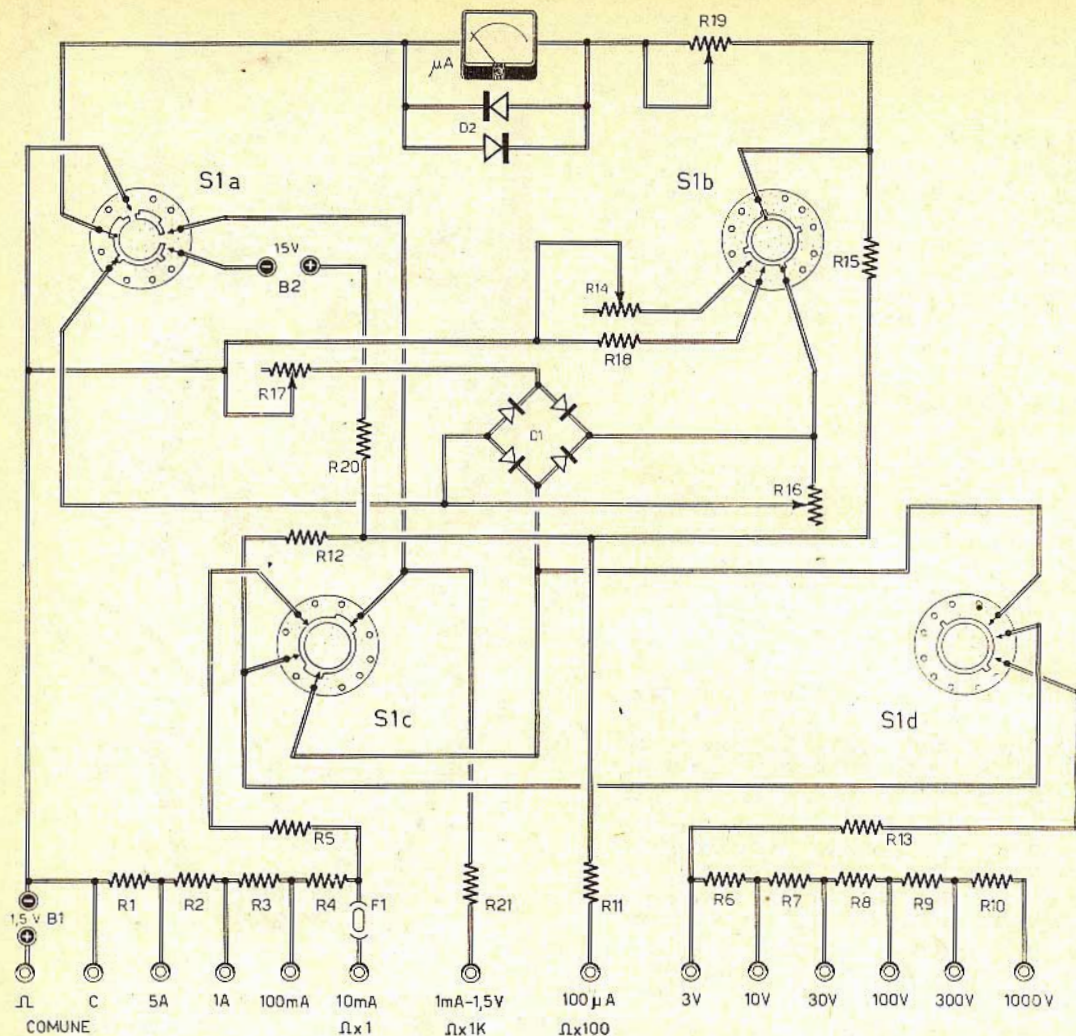 R19
μA
D2
S1a
S1b
15V
B2
R15
R14
R18
R17
C1
R20
R16
R12
S1c
S1d
R5
R13
R1 R2 R3 R4 F1 R21 R11 R6 R7 R8 R9 R10
1,5 V B1
Ω C 5A 1A 100mA 10mA 1mA-1,5V 100μA 3V 10V 30V 100V 300V 1000V
COMUNE Ωx1 Ωx1K Ωx100